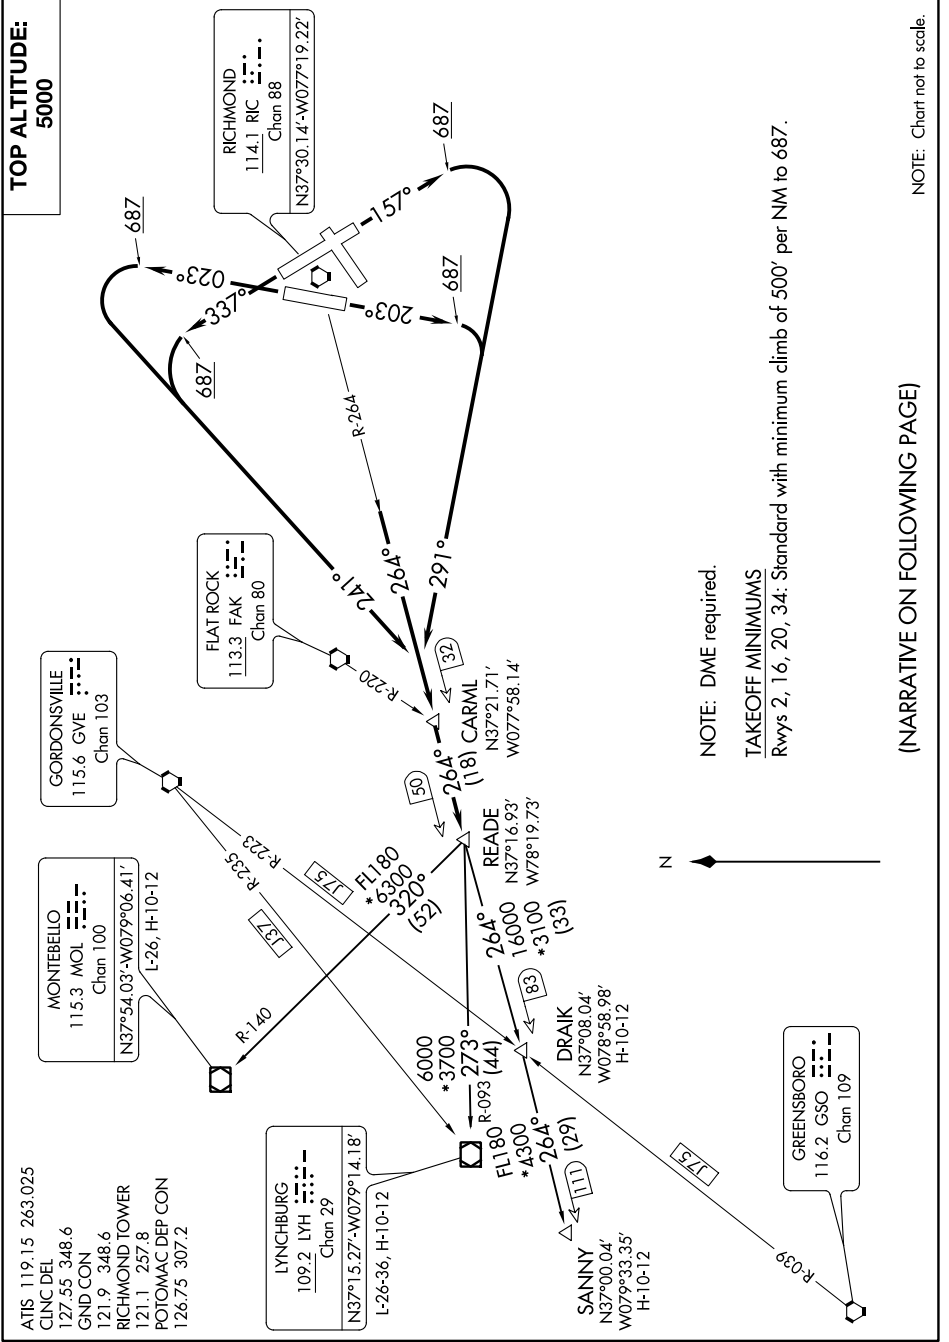 TOP ALTITUDE:
5000
ATIS 119.15 263.025
CLNC DEL
127.55 348.6
GND CON
121.9 348.6
RICHMOND TOWER
121.1 257.8
POTOMAC DEP CON
126.75 307.2
MONTEBELLO
115.3 MOL
Chan 100
N37°54.03'-W079°06.41'
L-26, H-10-12
GORDONSVILLE
115.6 GVE
Chan 103
FLAT ROCK
113.3 FAK
Chan 80
RICHMOND
114.1 RIC
Chan 88
N37°30.14'-W077°19.22'
LYNCHBURG
109.2 LYH
Chan 29
N37°15.27'-W079°14.18'
L-26-36, H-10-12
GREENSBORO
116.2 GSO
Chan 109
687
687
687
687
023°
337°
157°
203°
R-264
264°
241°
291°
R-220
32
CARML
N37°21.71'
W077°58.14'
264°
(18)
50
READE
N37°16.93'
W78°19.73'
FL180
*6300
320°
(52)
R-140
R-235
R-223
J37
J75
6000
*3700
273°
(44)
R-093
264°
16000
*3100
(33)
83
DRAIK
N37°08.04'
W078°58.98'
H-10-12
FL180
*4300
264°
(29)
111
SANNY
N37°00.04'
W079°33.35'
H-10-12
J75
R-039
N
NOTE: DME required.
TAKEOFF MINIMUMS
Rwys 2, 16, 20, 34: Standard with minimum climb of 500' per NM to 687.
(NARRATIVE ON FOLLOWING PAGE)
NOTE: Chart not to scale.